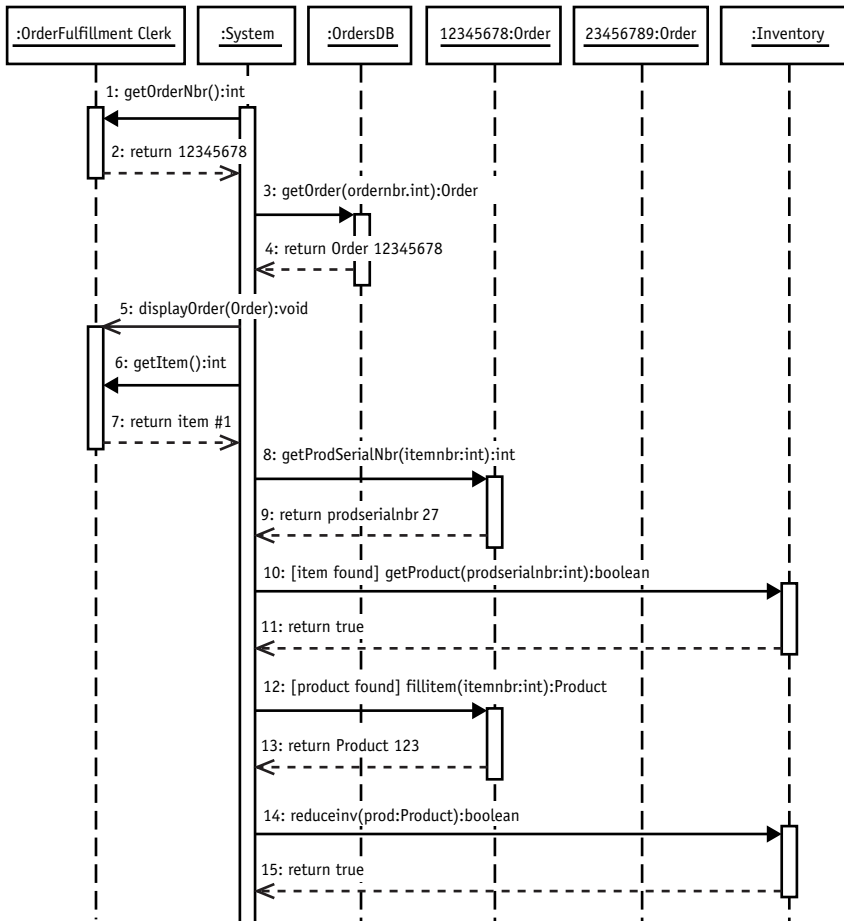 :OrderFulfillment Clerk
:System
:OrdersDB
12345678:Order
23456789:Order
:Inventory
1: getOrderNbr():int
2: return 12345678
3: getOrder(ordernbr.int):Order
4: return Order 12345678
5: displayOrder(Order):void
6: getItem():int
7: return item #1
8: getProdSerialNbr(itemnbr:int):int
9: return prodserialnbr 27
10: [item found] getProduct(prodserialnbr:int):boolean
11: return true
12: [product found] fillitem(itemnbr:int):Product
13: return Product 123
14: reduceinv(prod:Product):boolean
15: return true